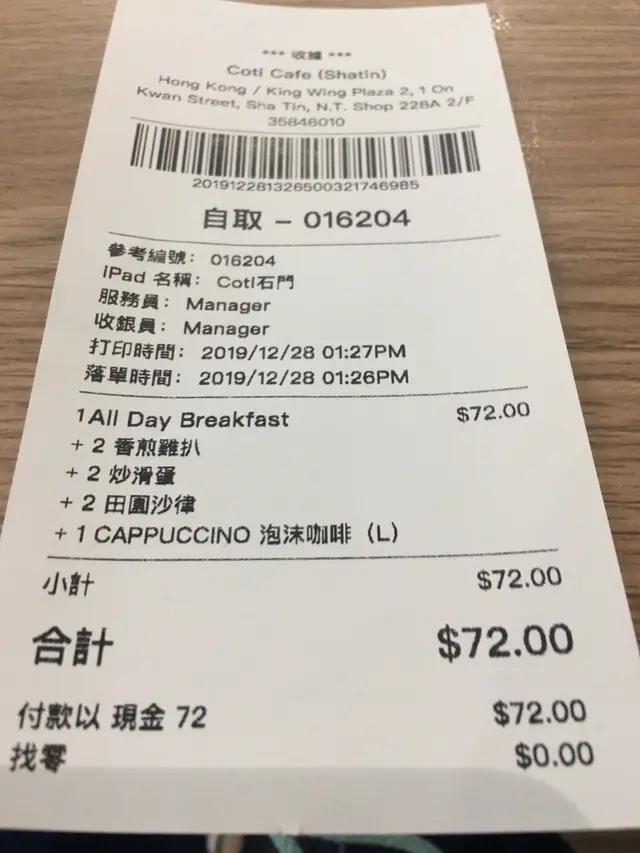 *** 收據 ***
Coti Cafe (Shatin)
Hong Kong / King Wing Plaza 2, 1 On
Kwan Street, Sha Tin, N.T. Shop 228A 2/F
35848010
201912281326500321746985
自取 - 016204
參考編號: 016204
iPad 名稱: Coti石門
服務員: Manager
收銀員: Manager
打印時間: 2019/12/28 01:27PM
落單時間: 2019/12/28 01:26PM
1 All Day Breakfast $72.00
+ 2 香煎雞扒
+ 2 炒滑蛋
+ 2 田園沙律
+ 1 CAPPUCCINO 泡沫咖啡 (L)
小計 $72.00
合計 $72.00
付款以 現金 72 $72.00
找零 $0.00